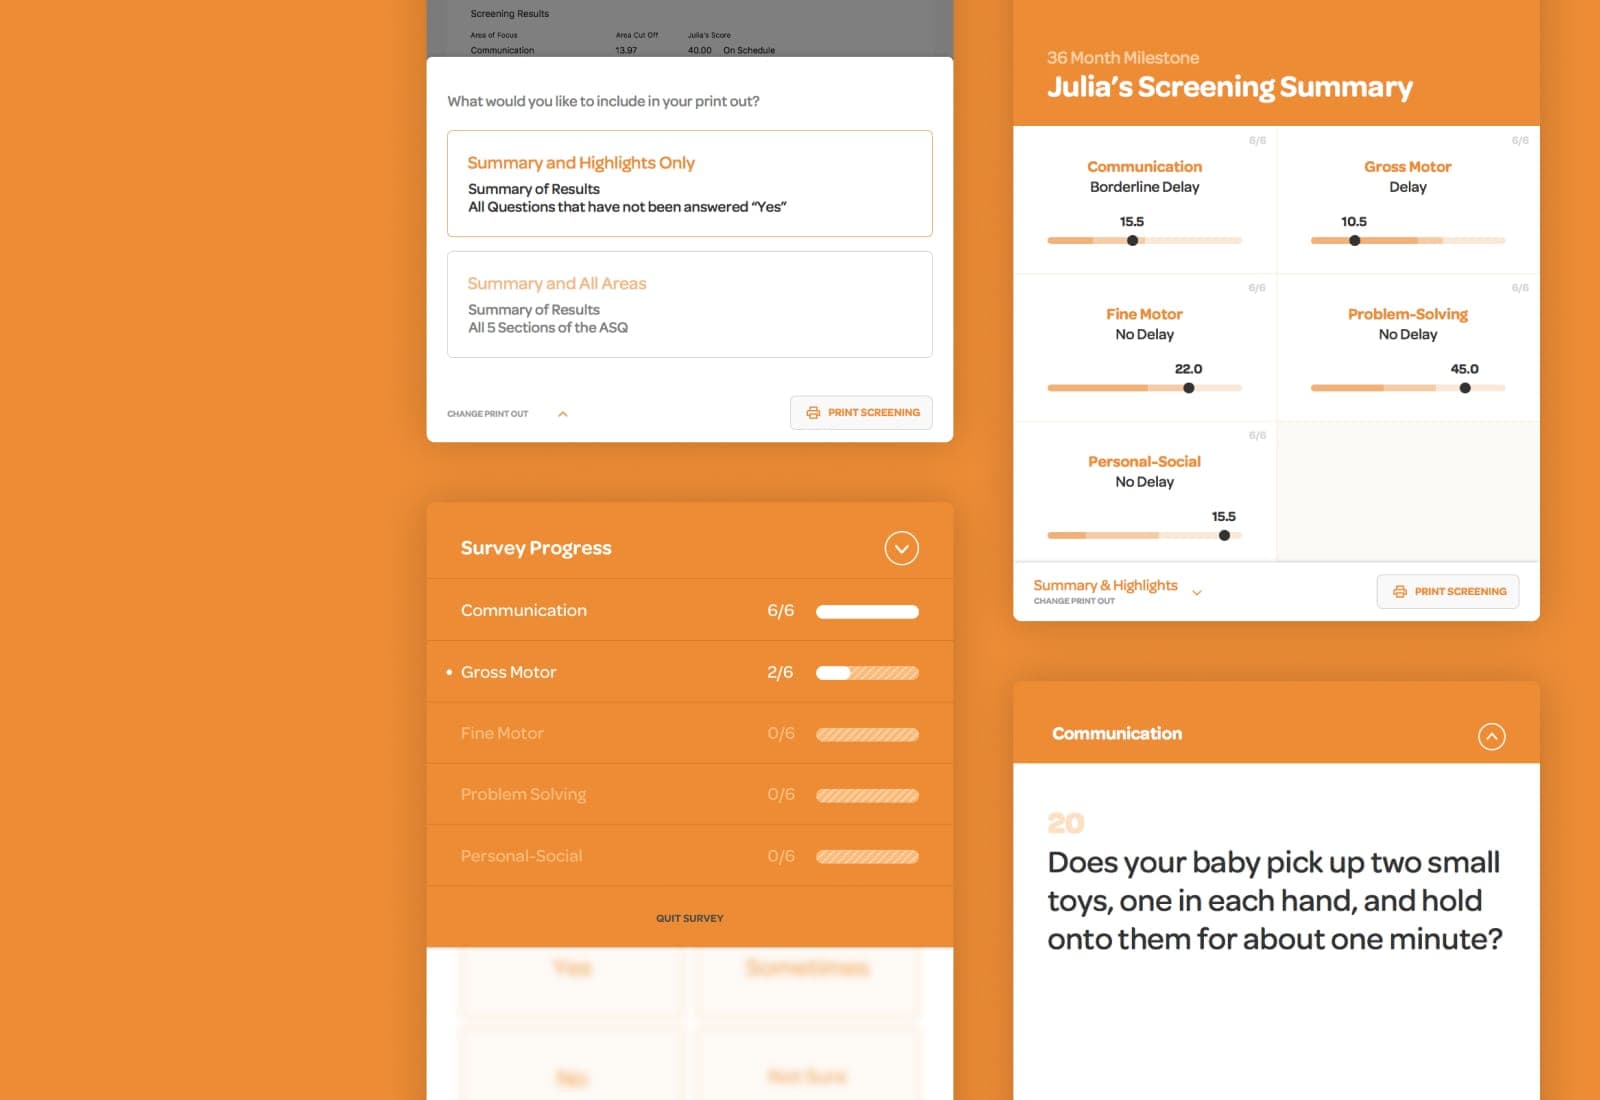 Screening Results
Area of Focus Area Cut Off Julia's Score
Communication 13.97 40.00 On Schedule
What would you like to include in your print out?
Summary and Highlights Only
Summary of Results
All Questions that have not been answered “Yes”
Summary and All Areas
Summary of Results
All 5 Sections of the ASQ
CHANGE PRINT OUT
PRINT SCREENING
Survey Progress
Communication 6/6
Gross Motor 2/6
Fine Motor 0/6
Problem Solving 0/6
Personal-Social 0/6
QUIT SURVEY
Yes Sometimes
No Not Sure
36 Month Milestone
Julia’s Screening Summary
6/6
Communication
Borderline Delay
15.5
6/6
Gross Motor
Delay
10.5
6/6
Fine Motor
No Delay
22.0
6/6
Problem-Solving
No Delay
45.0
6/6
Personal-Social
No Delay
15.5
Summary & Highlights
CHANGE PRINT OUT
PRINT SCREENING
Communication
20
Does your baby pick up two small
toys, one in each hand, and hold
onto them for about one minute?